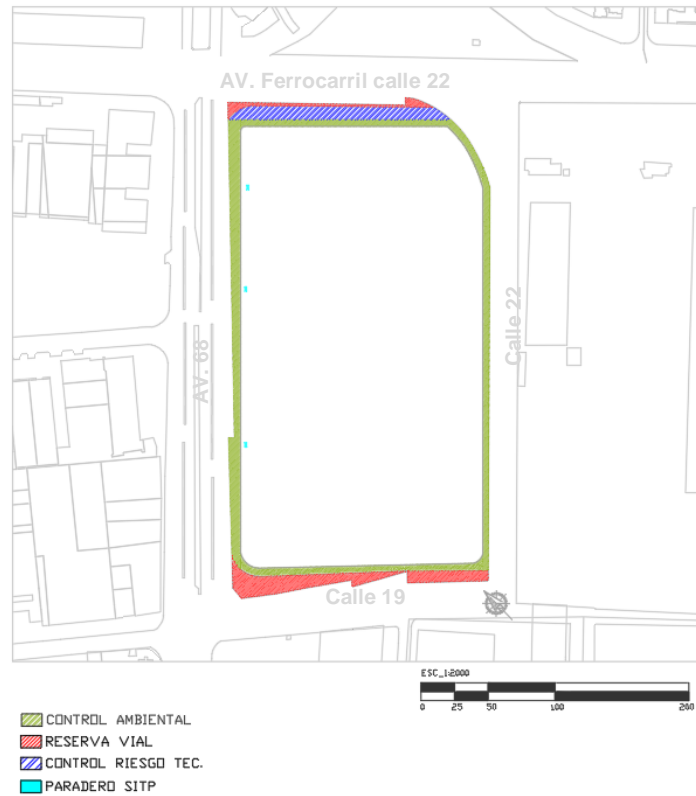 AV. Ferrocarril calle 22
AV. 68
Calle 22
Calle 19
ESC_1:2000
0 25 50 100 200
CONTROL AMBIENTAL
RESERVA VIAL
CONTROL RIESGO TEC.
PARADERO SITP